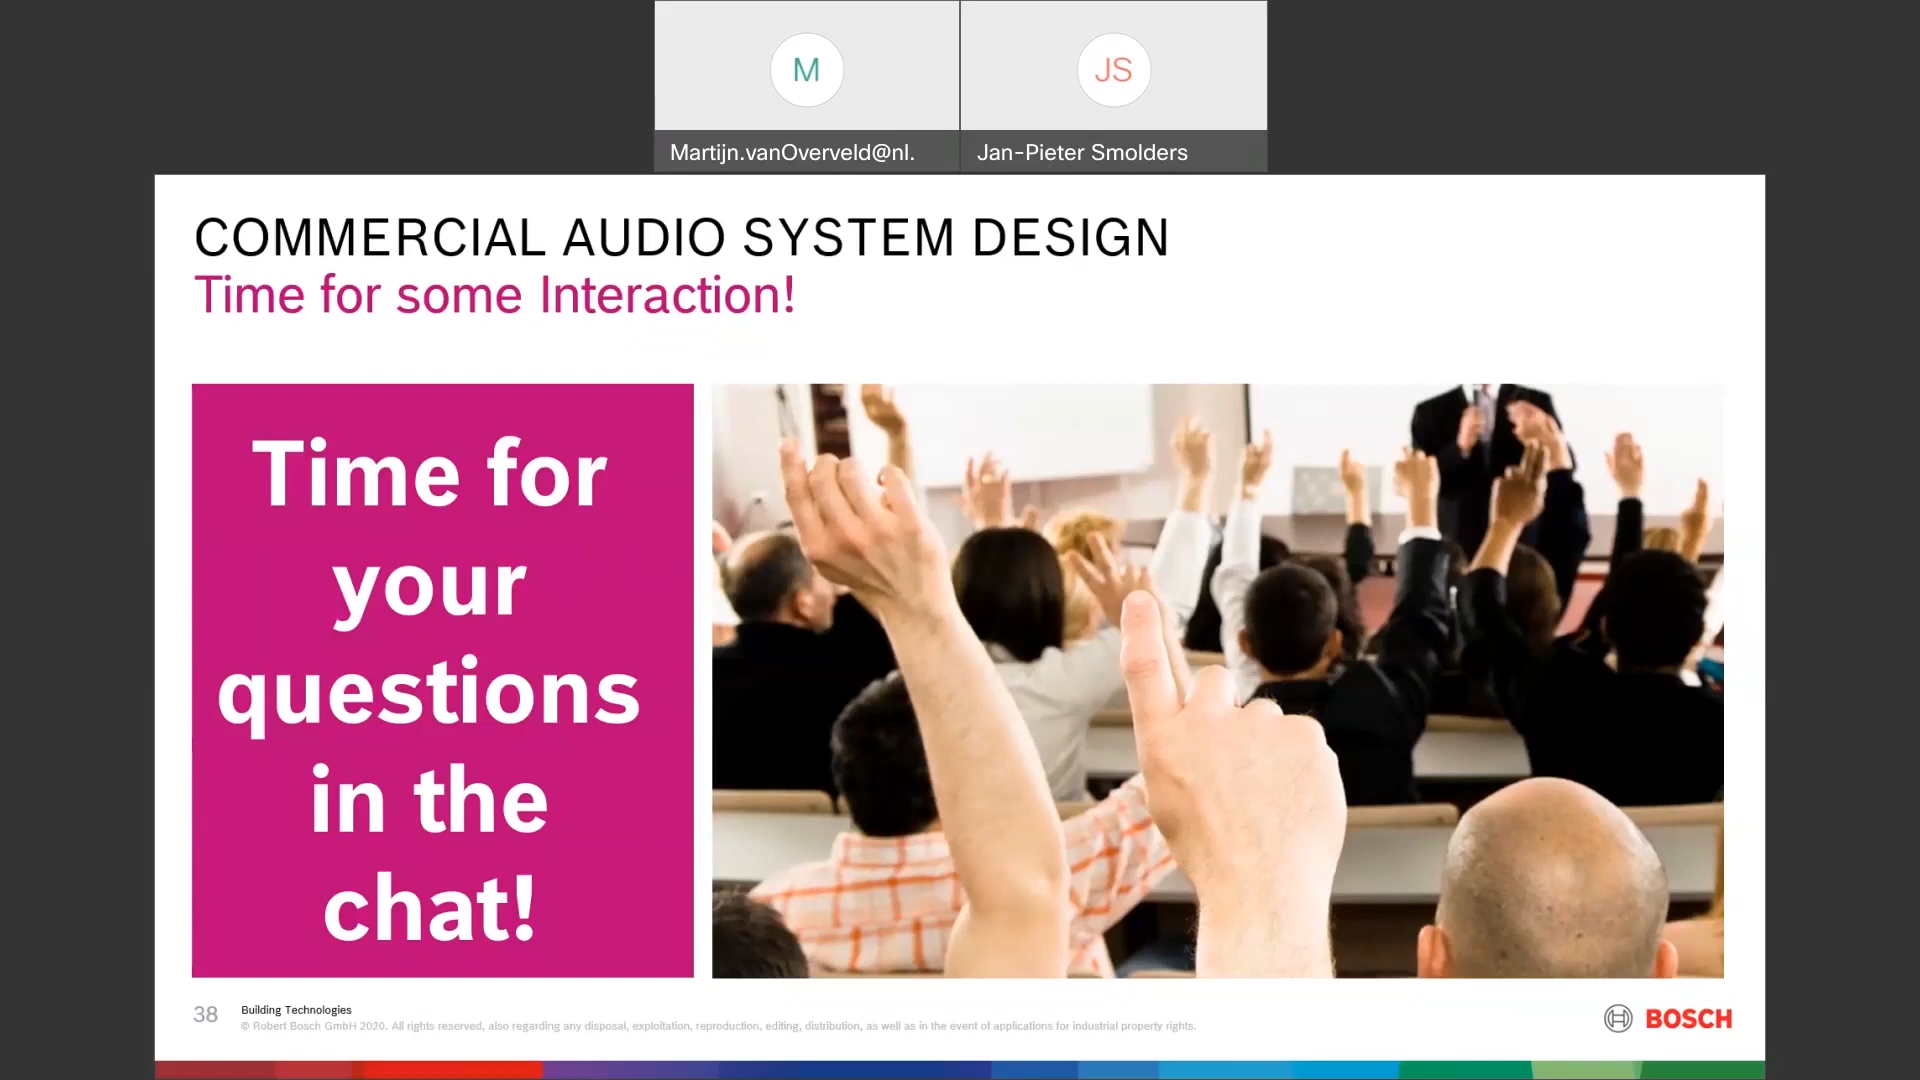 M
JS
Martijn.vanOverveld@nl.
Jan-Pieter Smolders
COMMERCIAL AUDIO SYSTEM DESIGN
Time for some Interaction!
Time for
your
questions
in the
chat!
38
Building Technologies
© Robert Bosch GmbH 2020. All rights reserved, also regarding any disposal, exploitation, reproduction, editing, distribution, as well as in the event of applications for industrial property rights.
BOSCH